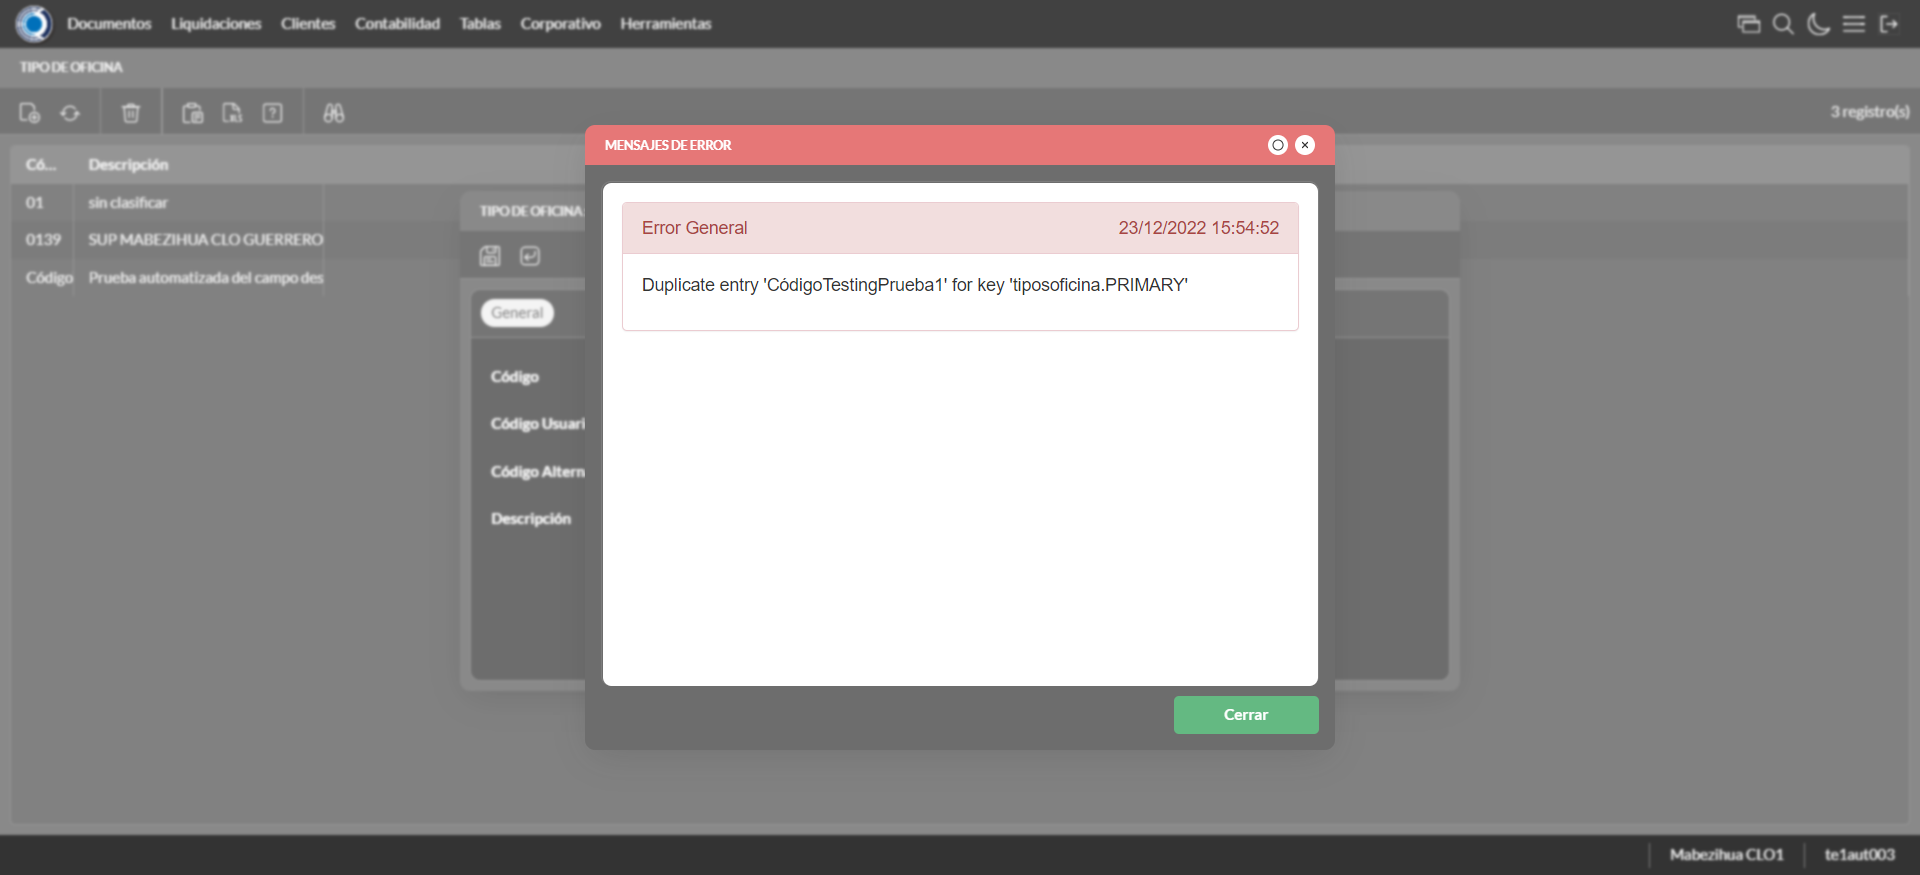 Documentos Liquidaciones Clientes Contabilidad Tablas Corporativo Herramientas
TIPO DE OFICINA
3 registro(s)
Có... Descripción
01 sin clasificar
0139 SUP MABEZIHUA CLO GUERRERO
Código Prueba automatizada del campo des
TIPO DE OFICINA
General
Código
Código Usuari
Código Altern
Descripción
MENSAJES DE ERROR
Error General 23/12/2022 15:54:52
Duplicate entry 'CódigoTestingPrueba1' for key 'tiposoficina.PRIMARY'
Cerrar
Mabezihua CLO1 te1aut003